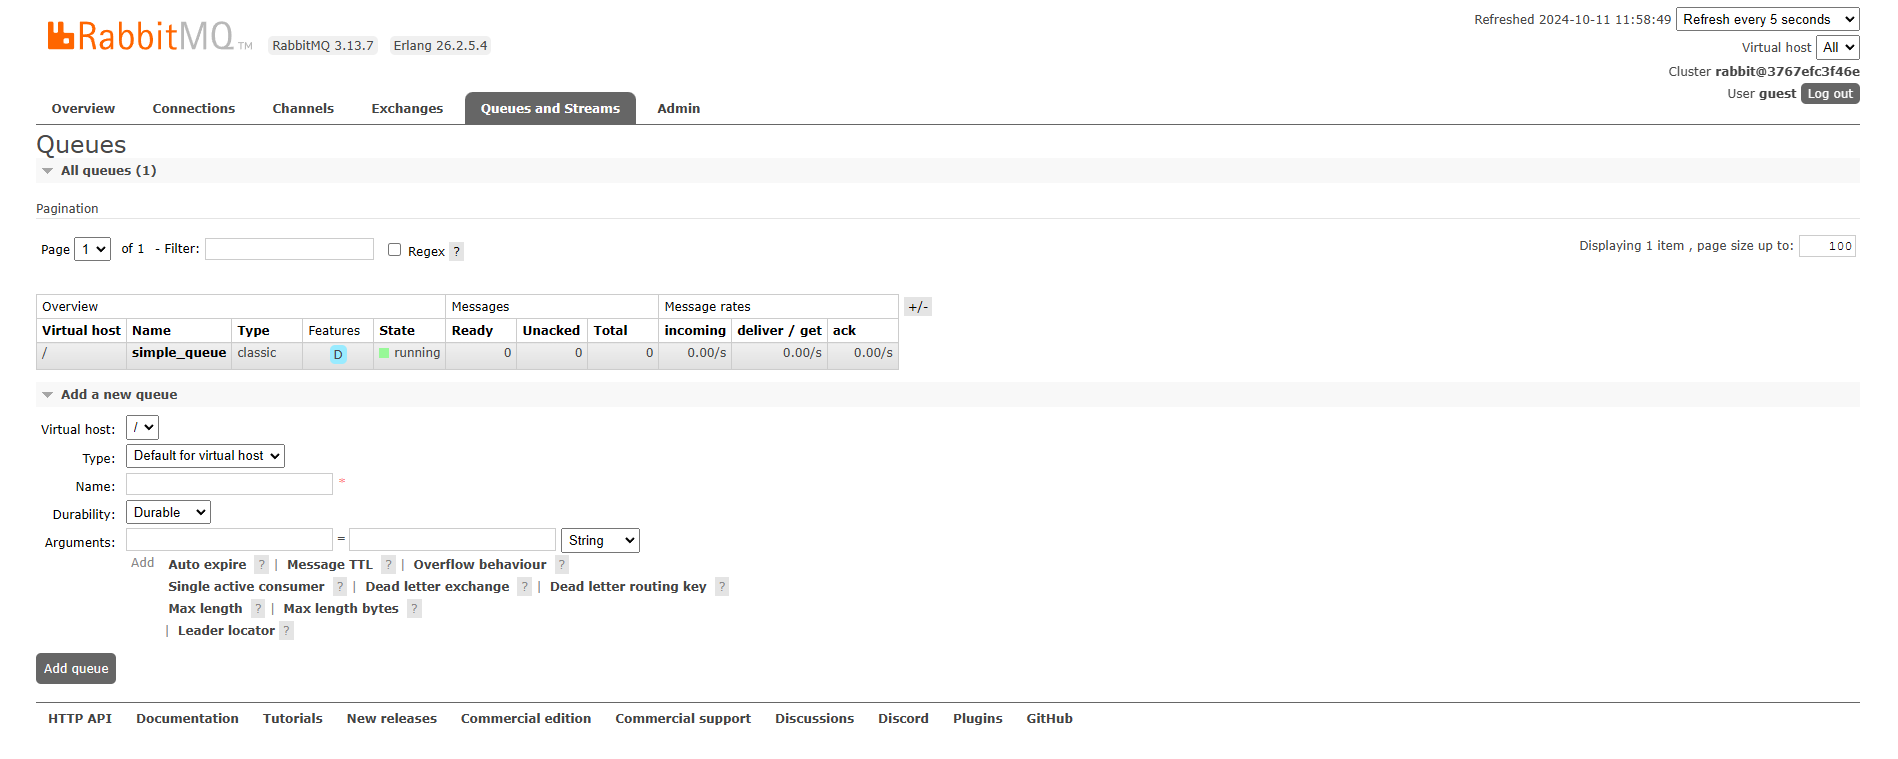 RabbitMQ TM
RabbitMQ 3.13.7 Erlang 26.2.5.4
Refreshed 2024-10-11 11:58:49 Refresh every 5 seconds
Virtual host All
Cluster rabbit@3767efc3f46e
User guest Log out
Overview Connections Channels Exchanges Queues and Streams Admin
Queues
All queues (1)
Pagination
Page 1 of 1 - Filter: Regex ?
Displaying 1 item , page size up to: 100
Overview Messages Message rates +/-
Virtual host Name Type Features State Ready Unacked Total incoming deliver / get ack
/ simple_queue classic D running 0 0 0 0.00/s 0.00/s 0.00/s
Add a new queue
Virtual host: /
Type: Default for virtual host
Name: *
Durability: Durable
Arguments: = String
Add Auto expire ? | Message TTL ? | Overflow behaviour ?
Single active consumer ? | Dead letter exchange ? | Dead letter routing key ?
Max length ? | Max length bytes ?
| Leader locator ?
Add queue
HTTP API Documentation Tutorials New releases Commercial edition Commercial support Discussions Discord Plugins GitHub